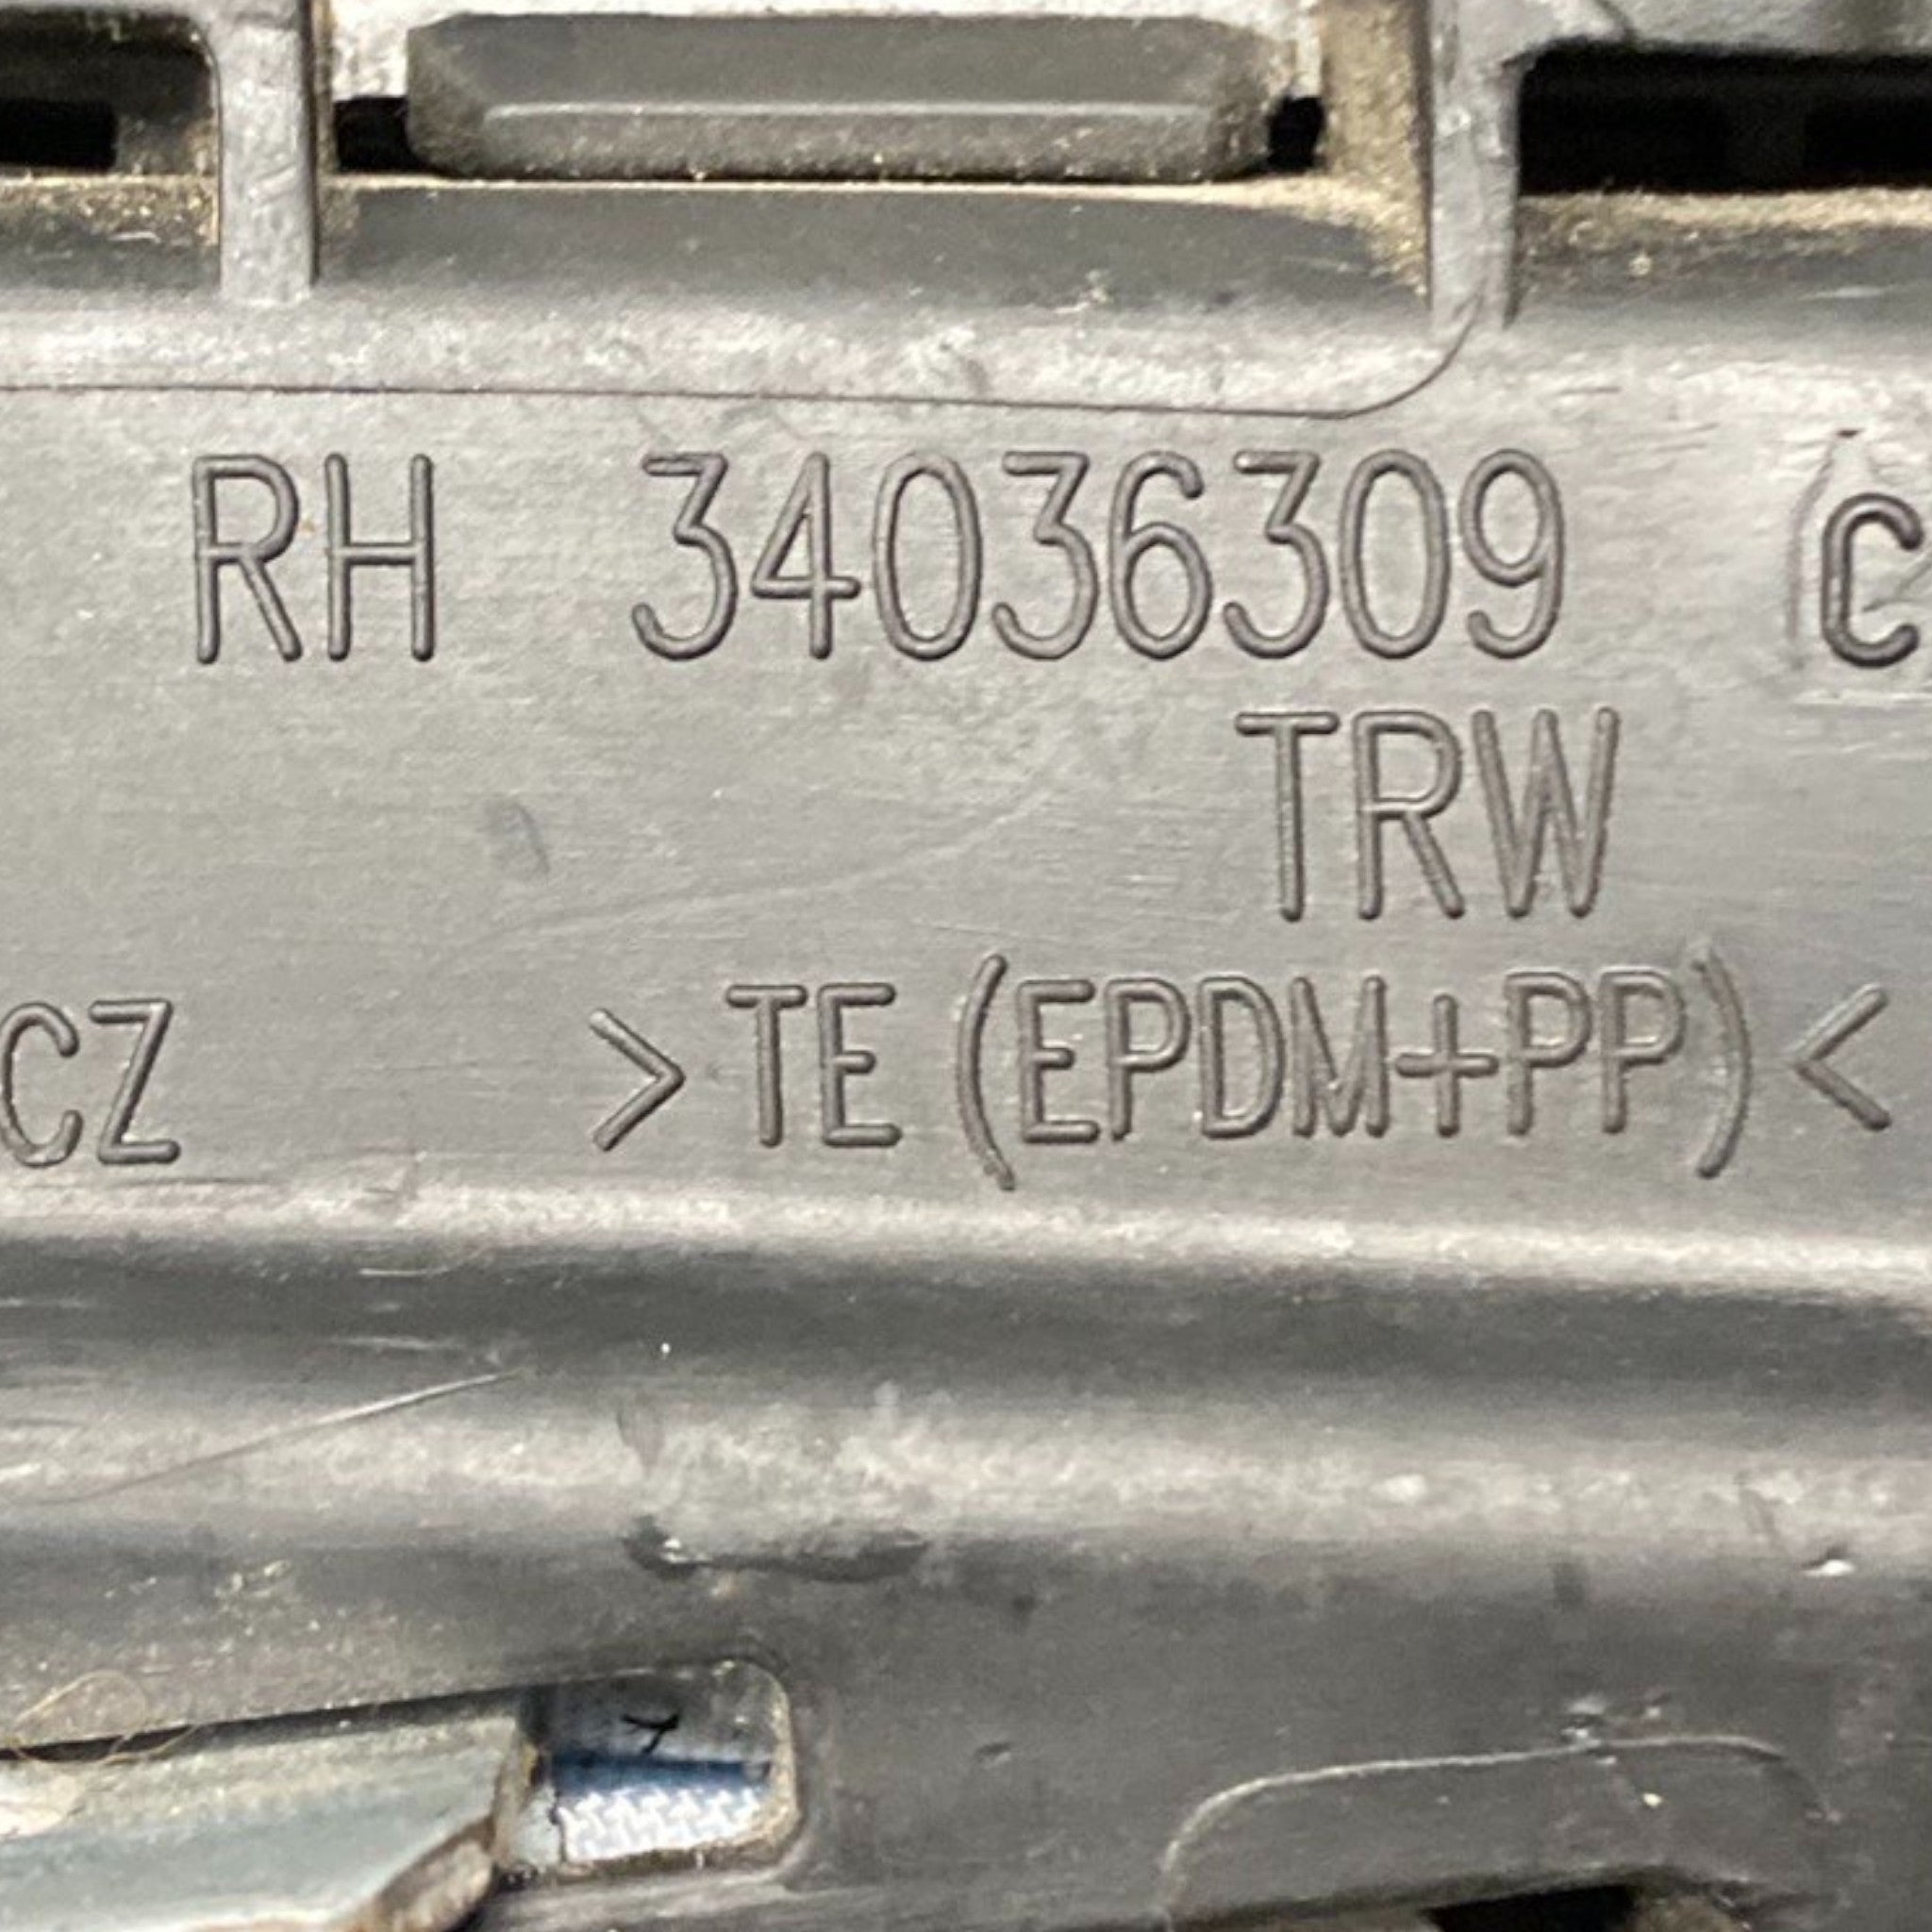 RH 34036309 C
TRW
CZ >TE (EPDM+PP)<